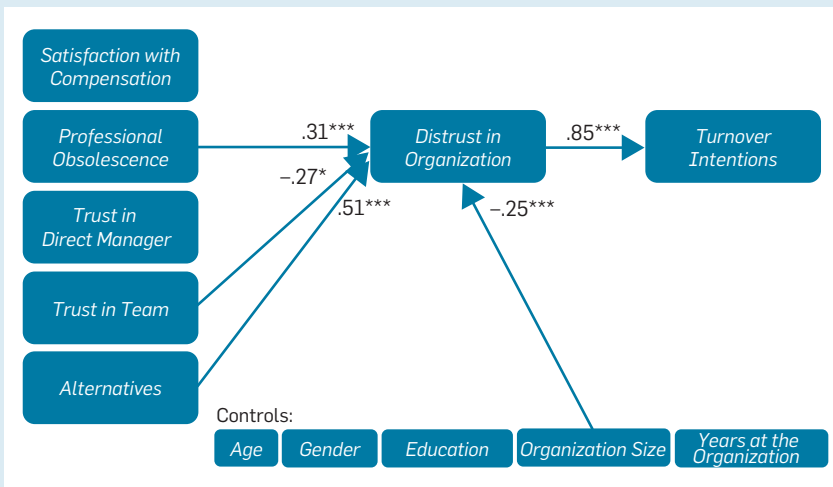 Satisfaction with
Compensation
Professional
Obsolescence
Trust in
Direct Manager
Trust in Team
Alternatives
.31***
–.27*
.51***
Distrust in
Organization
.85***
Turnover
Intentions
–.25***
Controls:
Age
Gender
Education
Organization Size
Years at the
Organization